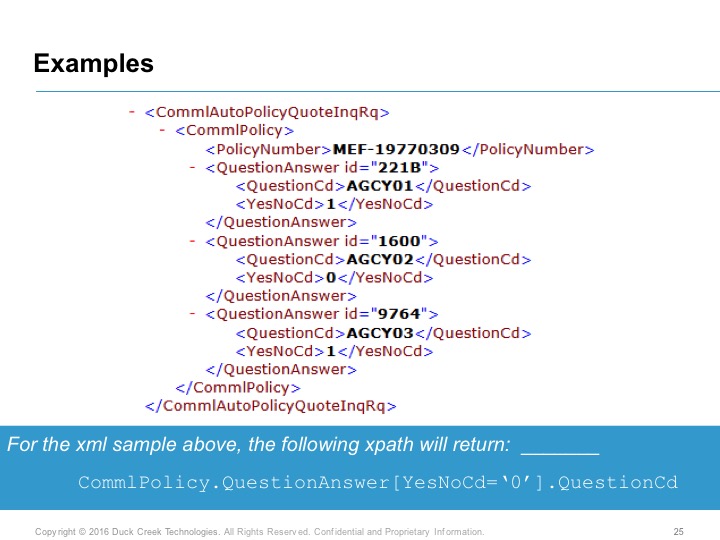 Examples
- <CommlAutoPolicyQuoteInqRq>
- <CommlPolicy>
<PolicyNumber>MEF-19770309</PolicyNumber>
- <QuestionAnswer id="221B">
<QuestionCd>AGCY01</QuestionCd>
<YesNoCd>1</YesNoCd>
</QuestionAnswer>
- <QuestionAnswer id="1600">
<QuestionCd>AGCY02</QuestionCd>
<YesNoCd>0</YesNoCd>
</QuestionAnswer>
- <QuestionAnswer id="9764">
<QuestionCd>AGCY03</QuestionCd>
<YesNoCd>1</YesNoCd>
</QuestionAnswer>
</CommlPolicy>
</CommlAutoPolicyQuoteInqRq>
For the xml sample above, the following xpath will return: _______
CommlPolicy.QuestionAnswer[YesNoCd=‘0’].QuestionCd
Copyright © 2016 Duck Creek Technologies. All Rights Reserved. Confidential and Proprietary Information. 25